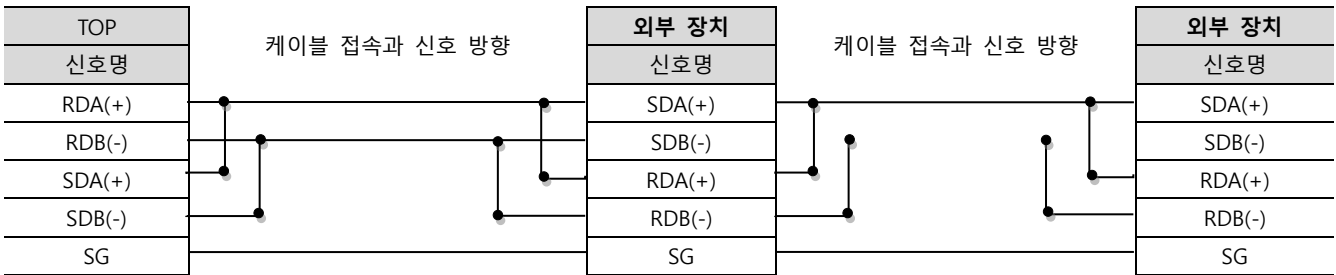 TOP 케이블 접속과 신호 방향 외부 장치 케이블 접속과 신호 방향 외부 장치
신호명 신호명 신호명
RDA(+) SDA(+) SDA(+)
RDB(-) SDB(-) SDB(-)
SDA(+) RDA(+) RDA(+)
SDB(-) RDB(-) RDB(-)
SG SG SG